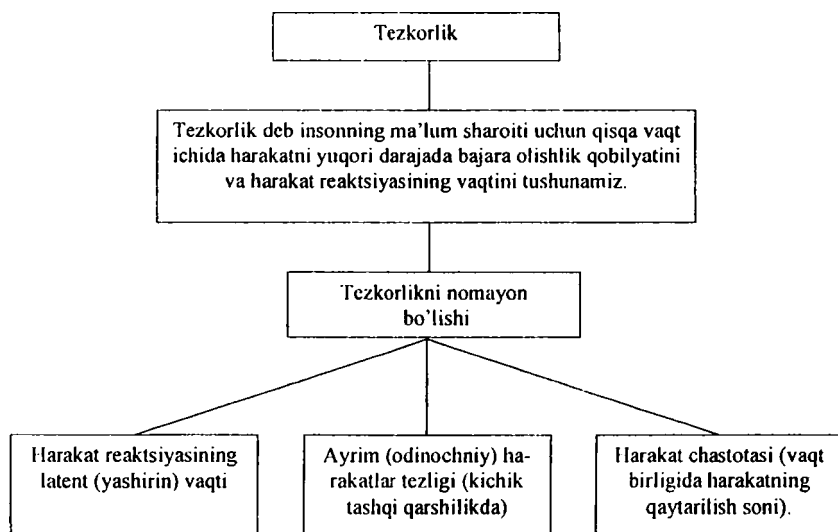 Tezkorlik
Tezkorlik deb insonning ma'lum sharoiti uchun qisqa vaqt
ichida harakatni yuqori darajada bajara olishlik qobilyatini
va harakat reaktsiyasining vaqtini tushunamiz.
Tezkorlikni nomayon
bo'lishi
Harakat reaktsiyasining
latent (yashirin) vaqti
Ayrim (odinochniy) ha-
rakatlar tezligi (kichik
tashqi qarshilikda)
Harakat chastotasi (vaqt
birligida harakatning
qaytarilish soni).